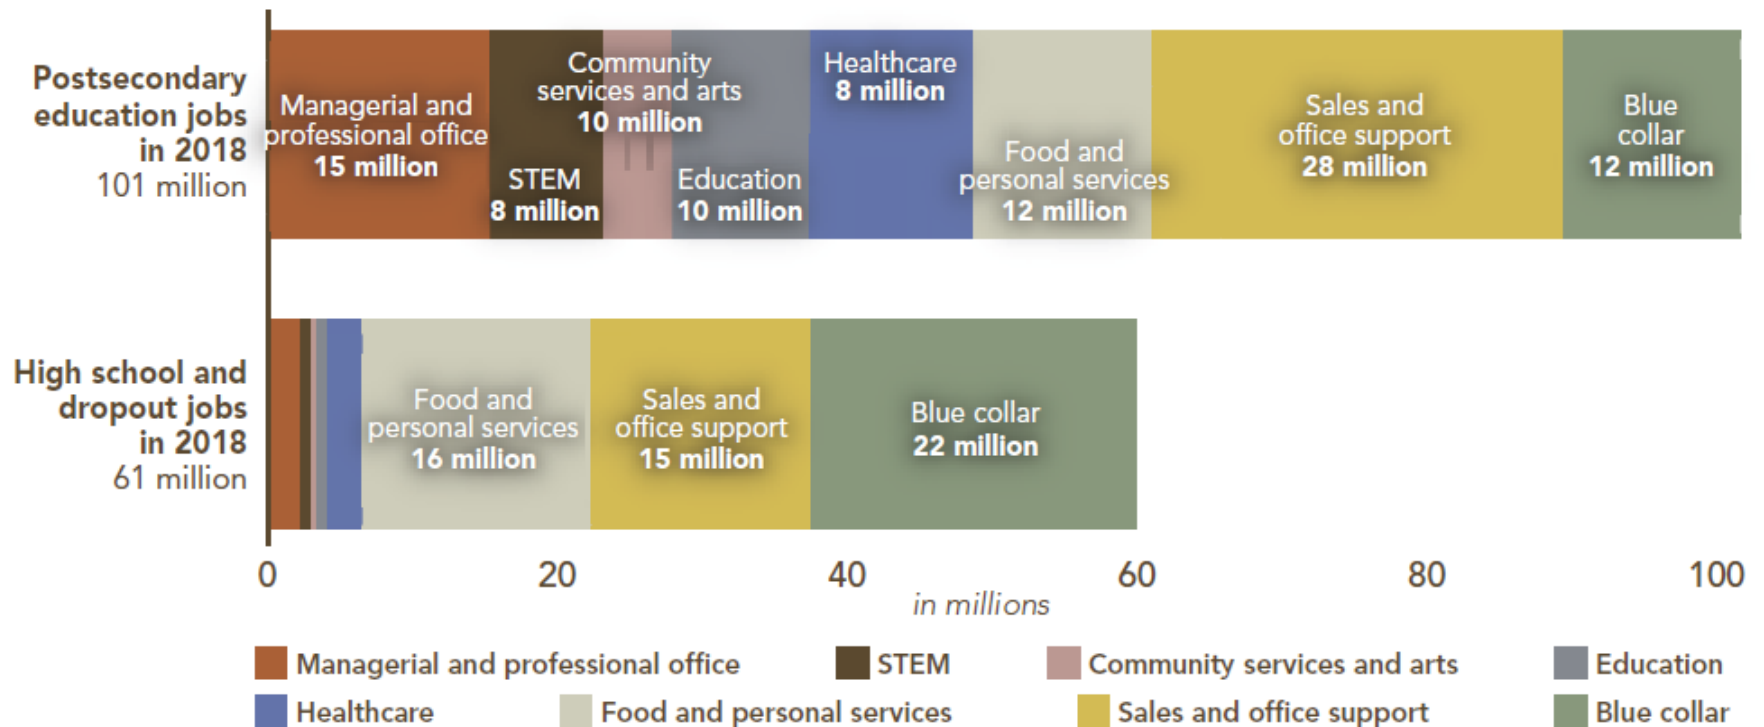 Postsecondary
education jobs
in 2018
101 million
Managerial and
professional office
15 million
STEM
8 million
Community
services and arts
10 million
Education
10 million
Healthcare
8 million
Food and
personal services
12 million
Sales and
office support
28 million
Blue
collar
12 million
High school and
dropout jobs
in 2018
61 million
Food and
personal services
16 million
Sales and
office support
15 million
Blue collar
22 million
0 20 40 60 80 100
in millions
Managerial and professional office STEM Community services and arts Education
Healthcare Food and personal services Sales and office support Blue collar